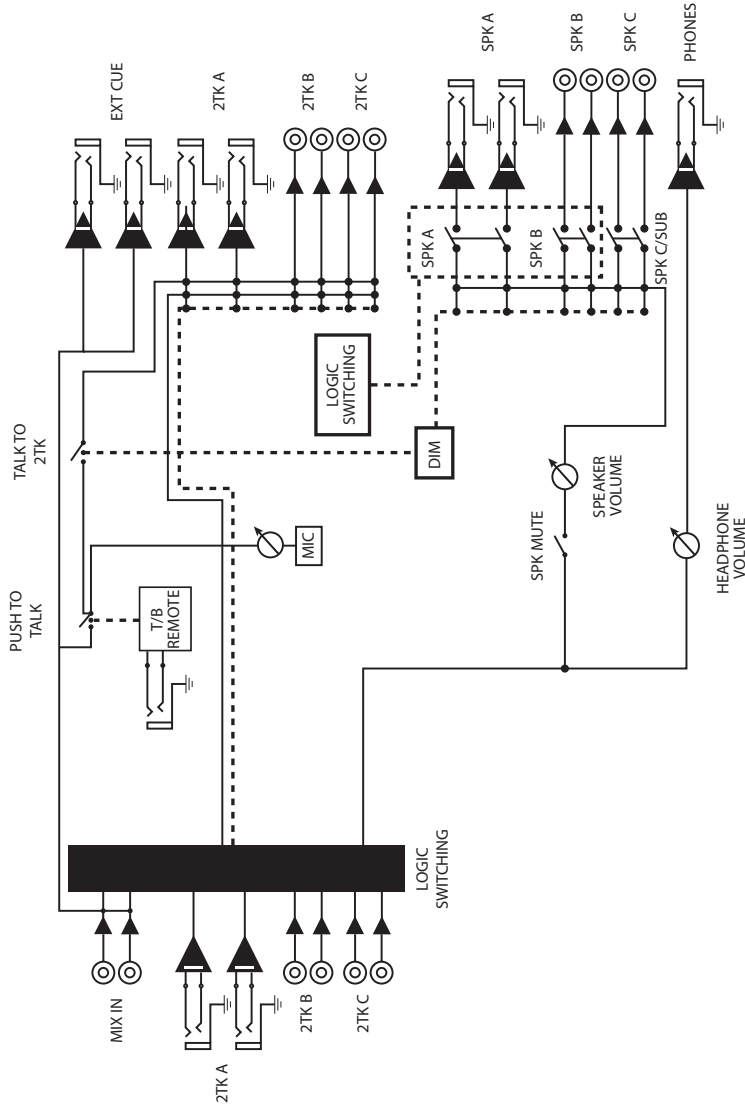 EXT CUE
2TK A
2TK B
2TK C
SPK A
SPK B
SPK C
PHONES
TALK TO
2TK
PUSH TO
TALK
T/B
REMOTE
MIC
LOGIC
SWITCHING
DIM
SPK A
SPK B
SPK C/SUB
SPK MUTE
SPEAKER
VOLUME
HEADPHONE
VOLUME
LOGIC
SWITCHING
MIX IN
2TK A
2TK B
2TK C